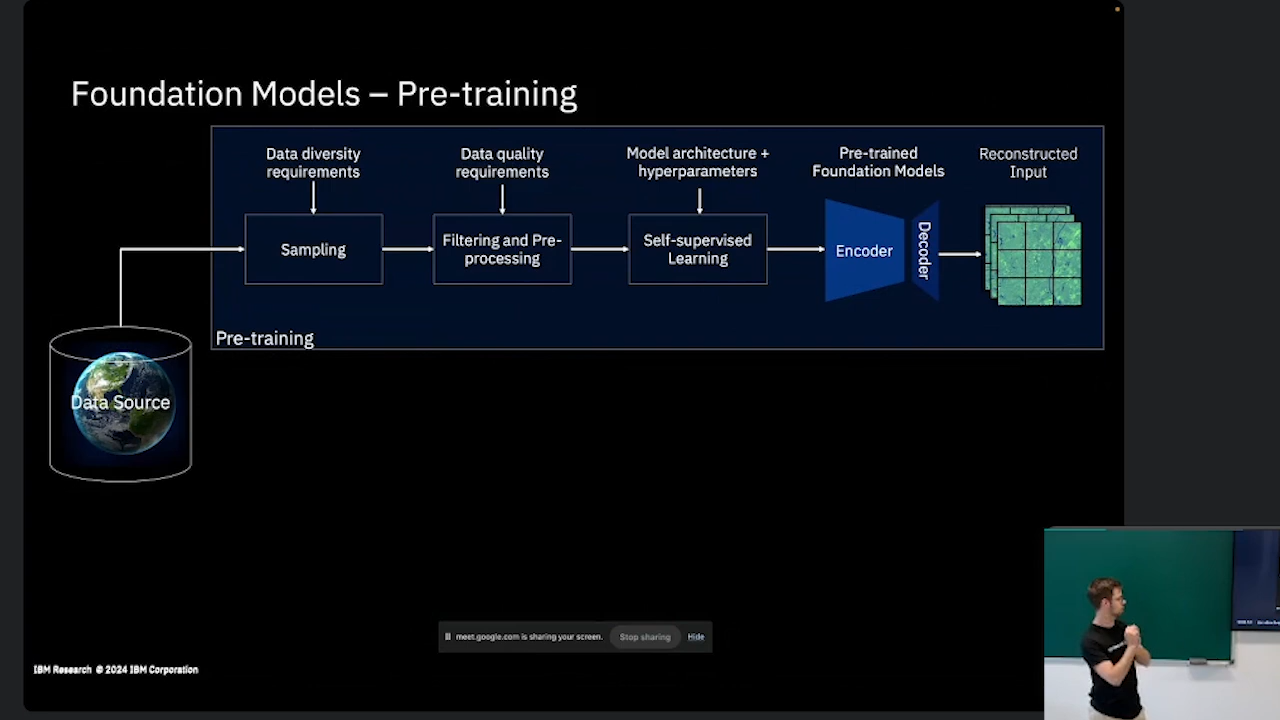 Foundation Models – Pre-training
Data diversity
requirements
Data quality
requirements
Model architecture +
hyperparameters
Pre-trained
Foundation Models
Reconstructed
Input
Sampling
Filtering and Pre-
processing
Self-supervised
Learning
Encoder
Decoder
Pre-training
Data Source
meet.google.com is sharing your screen.
Stop sharing
Hide
IBM Research © 2024 IBM Corporation